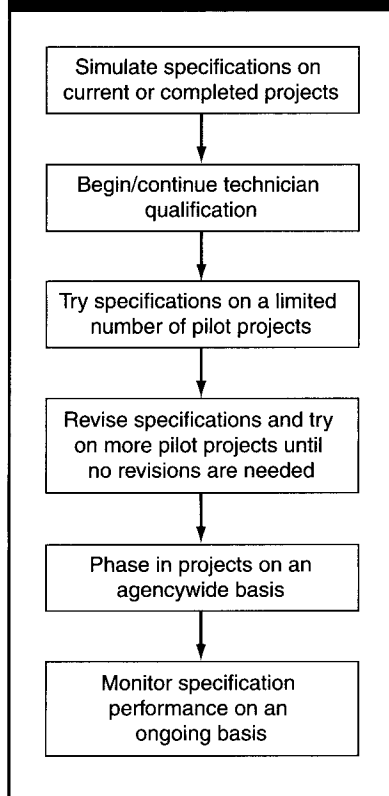 Simulate specifications on
current or completed projects
Begin/continue technician
qualification
Try specifications on a limited
number of pilot projects
Revise specifications and try
on more pilot projects until
no revisions are needed
Phase in projects on an
agencywide basis
Monitor specification
performance on an
ongoing basis